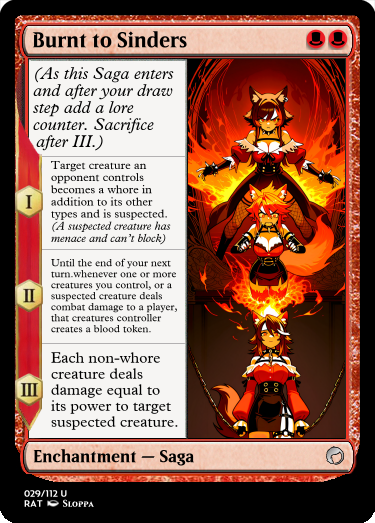 Burnt to Sinders
(As this Saga enters
and after your draw
step add a lore
counter. Sacrifice
after III.)
I
Target creature an
opponent controls
becomes a whore in
addition to its other
types and is suspected.
(A suspected creature has
menace and can't block)
II
Until the end of your next
turn.whenever one or more
creatures you control, or a
suspected creature deals
combat damage to a player,
that creatures controller
creates a blood token.
III
Each non-whore
creature deals
damage equal to
its power to target
suspected creature.
Enchantment — Saga
029/112 U
RAT Sloppa